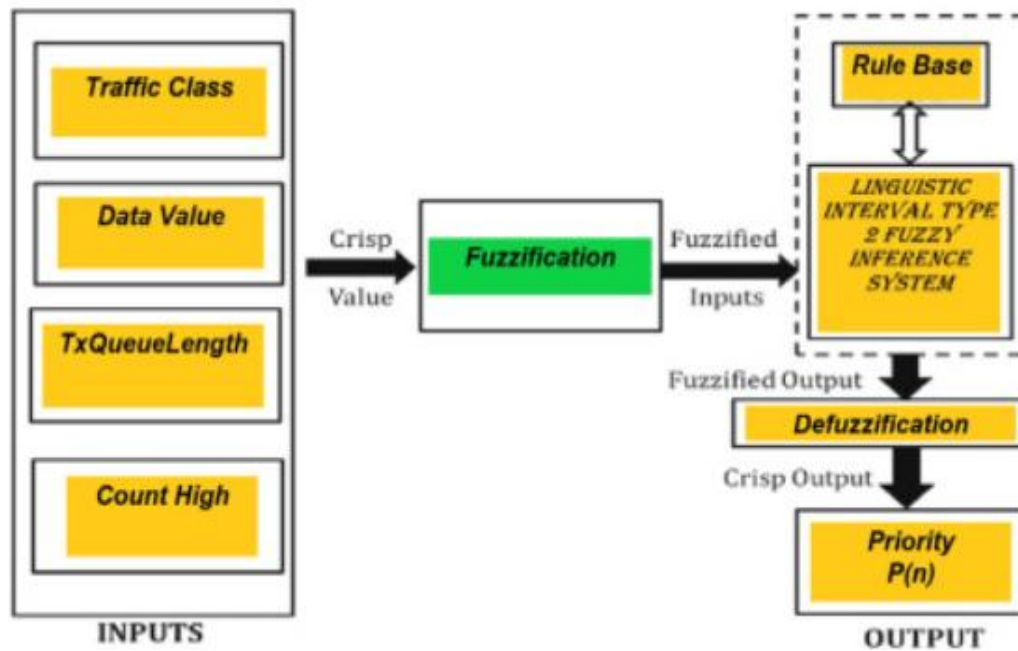 Traffic Class
Data Value
TxQueueLength
Count High
INPUTS
Crisp
Value
Fuzzification
Fuzzified
Inputs
Rule Base
LINGUISTIC
INTERVAL TYPE
2 FUZZY
INFERENCE
SYSTEM
Fuzzified Output
Defuzzification
Crisp Output
Priority
P(n)
OUTPUT